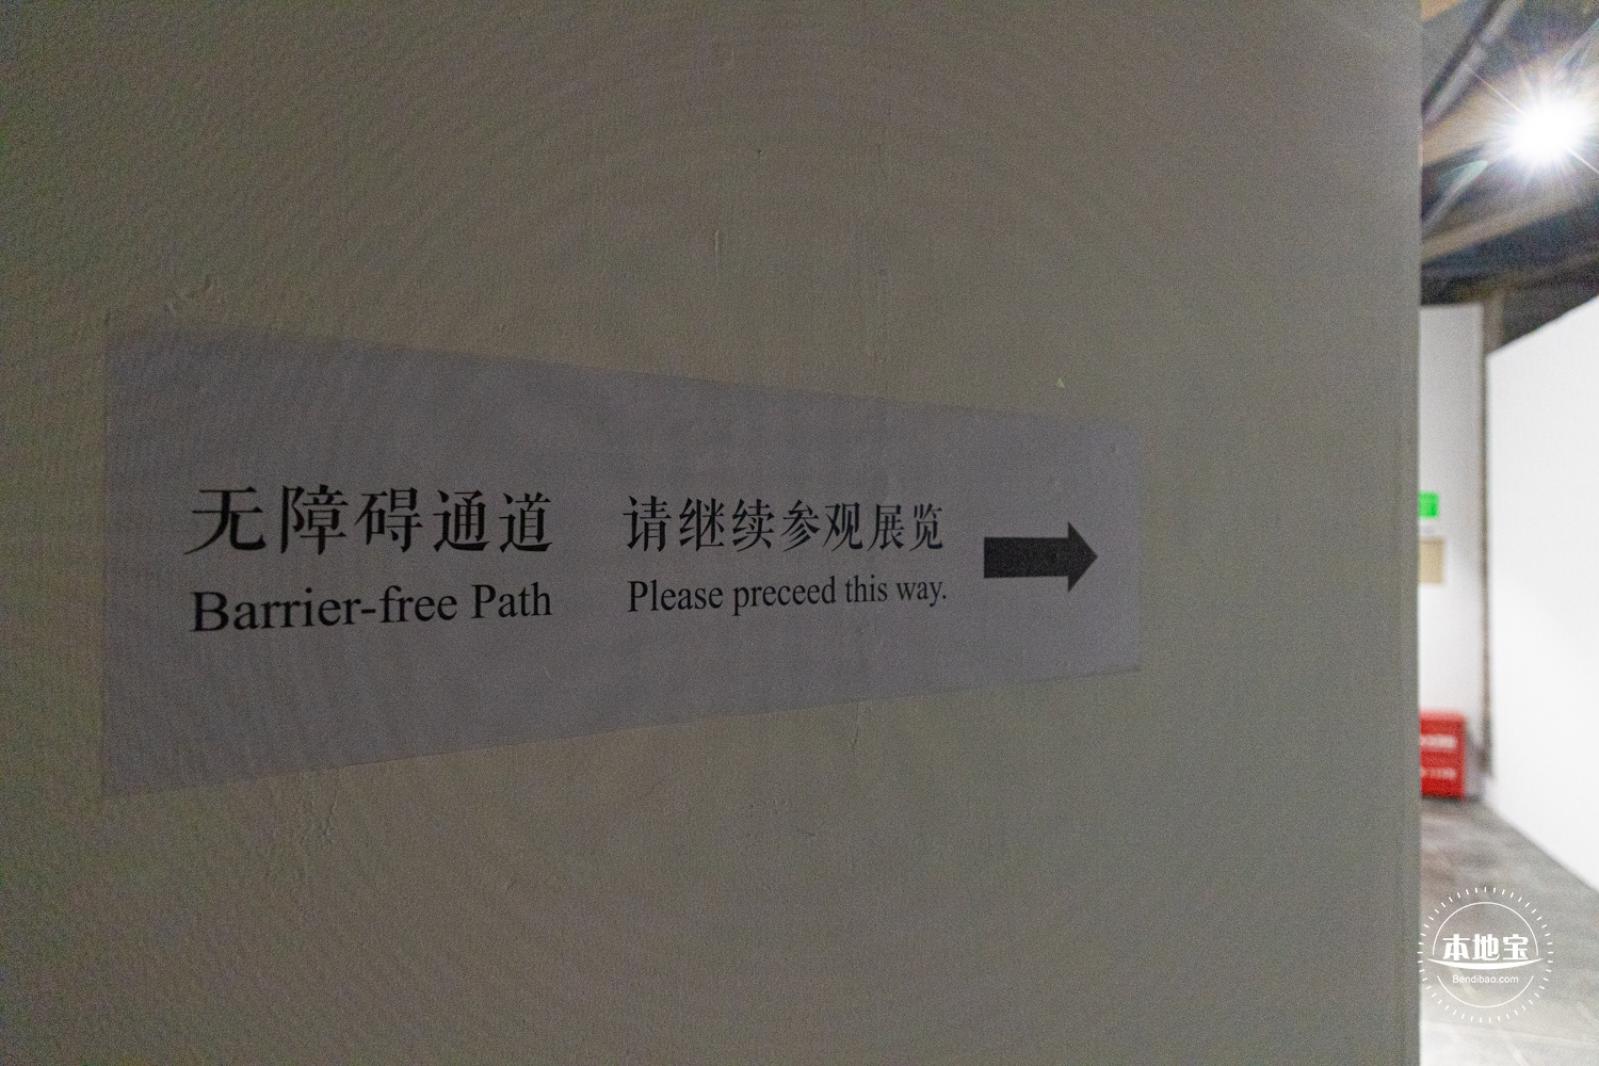 无障碍通道 请继续参观展览
Barrier-free Path Please preceed this way.
本地宝
Bendibao.com